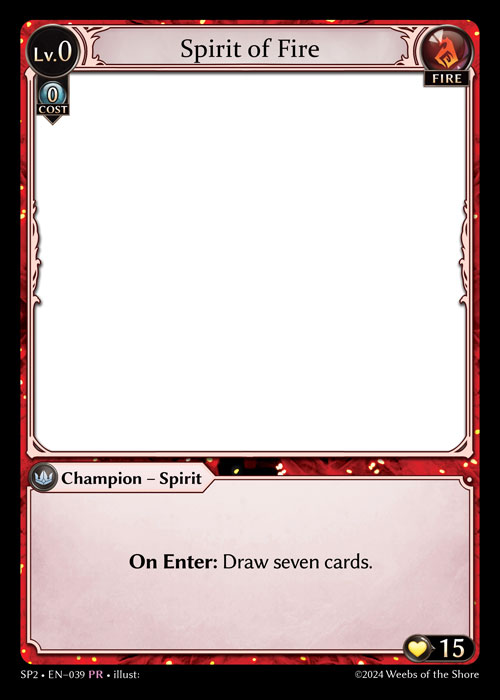 Lv.0
Spirit of Fire
FIRE
0
COST
Champion – Spirit
On Enter: Draw seven cards.
15
SP2 • EN–039 PR • illust:
©2024 Weebs of the Shore